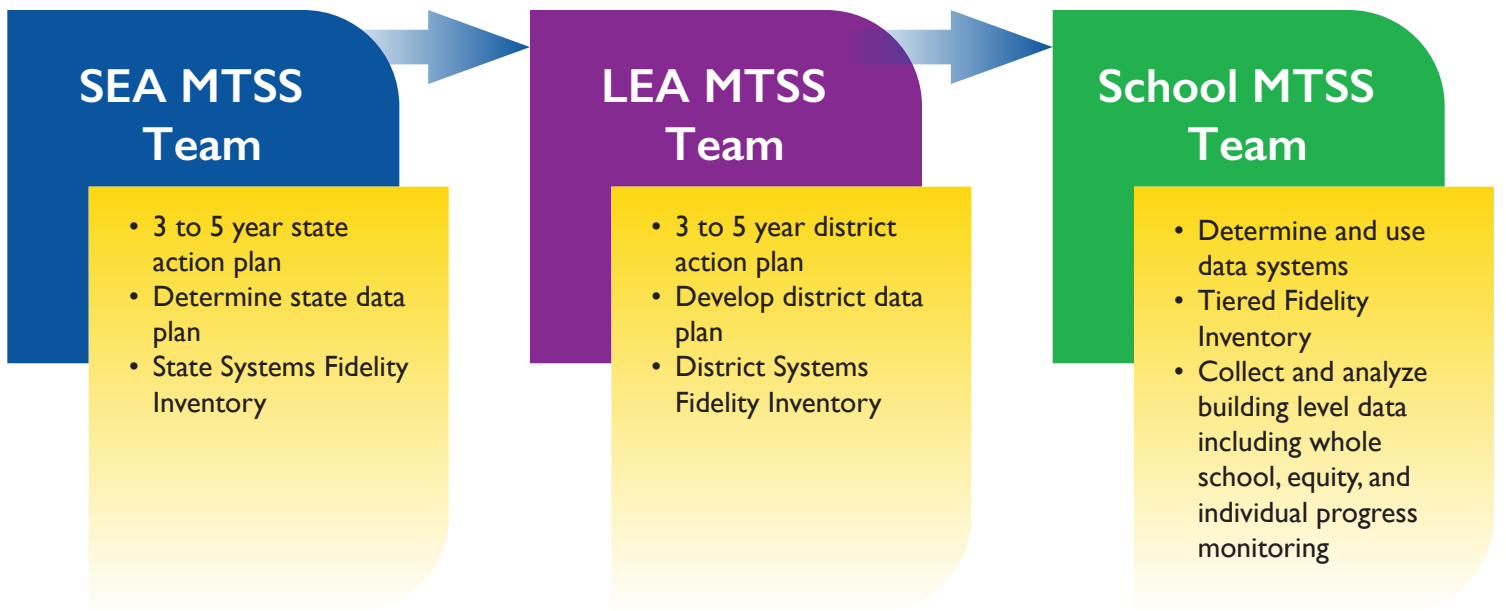 SEA MTSS
Team
• 3 to 5 year state
action plan
• Determine state data
plan
• State Systems Fidelity
Inventory
LEA MTSS
Team
• 3 to 5 year district
action plan
• Develop district data
plan
• District Systems
Fidelity Inventory
School MTSS
Team
• Determine and use
data systems
• Tiered Fidelity
Inventory
• Collect and analyze
building level data
including whole
school, equity, and
individual progress
monitoring